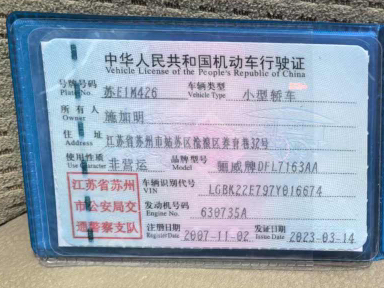 中华人民共和国机动车行驶证
Vehicle License of the People's Republic of China
号牌号码 苏E1M426 车辆类型 小型轿车
Plate No. Vehicle Type
所有人 施加明
Owner
住址 江苏省苏州市姑苏区沧浪区养育巷32号
Address
使用性质 非营运 品牌型号 俪威牌DFL7163AA
Use Character Model
江苏省苏州
市公安局交
通警察支队
车辆识别代号 LGBK22E797Y016674
VIN
发动机号码 630735A
Engine No.
注册日期 2007-11-02 发证日期 2023-03-14
Register Date Issue Date